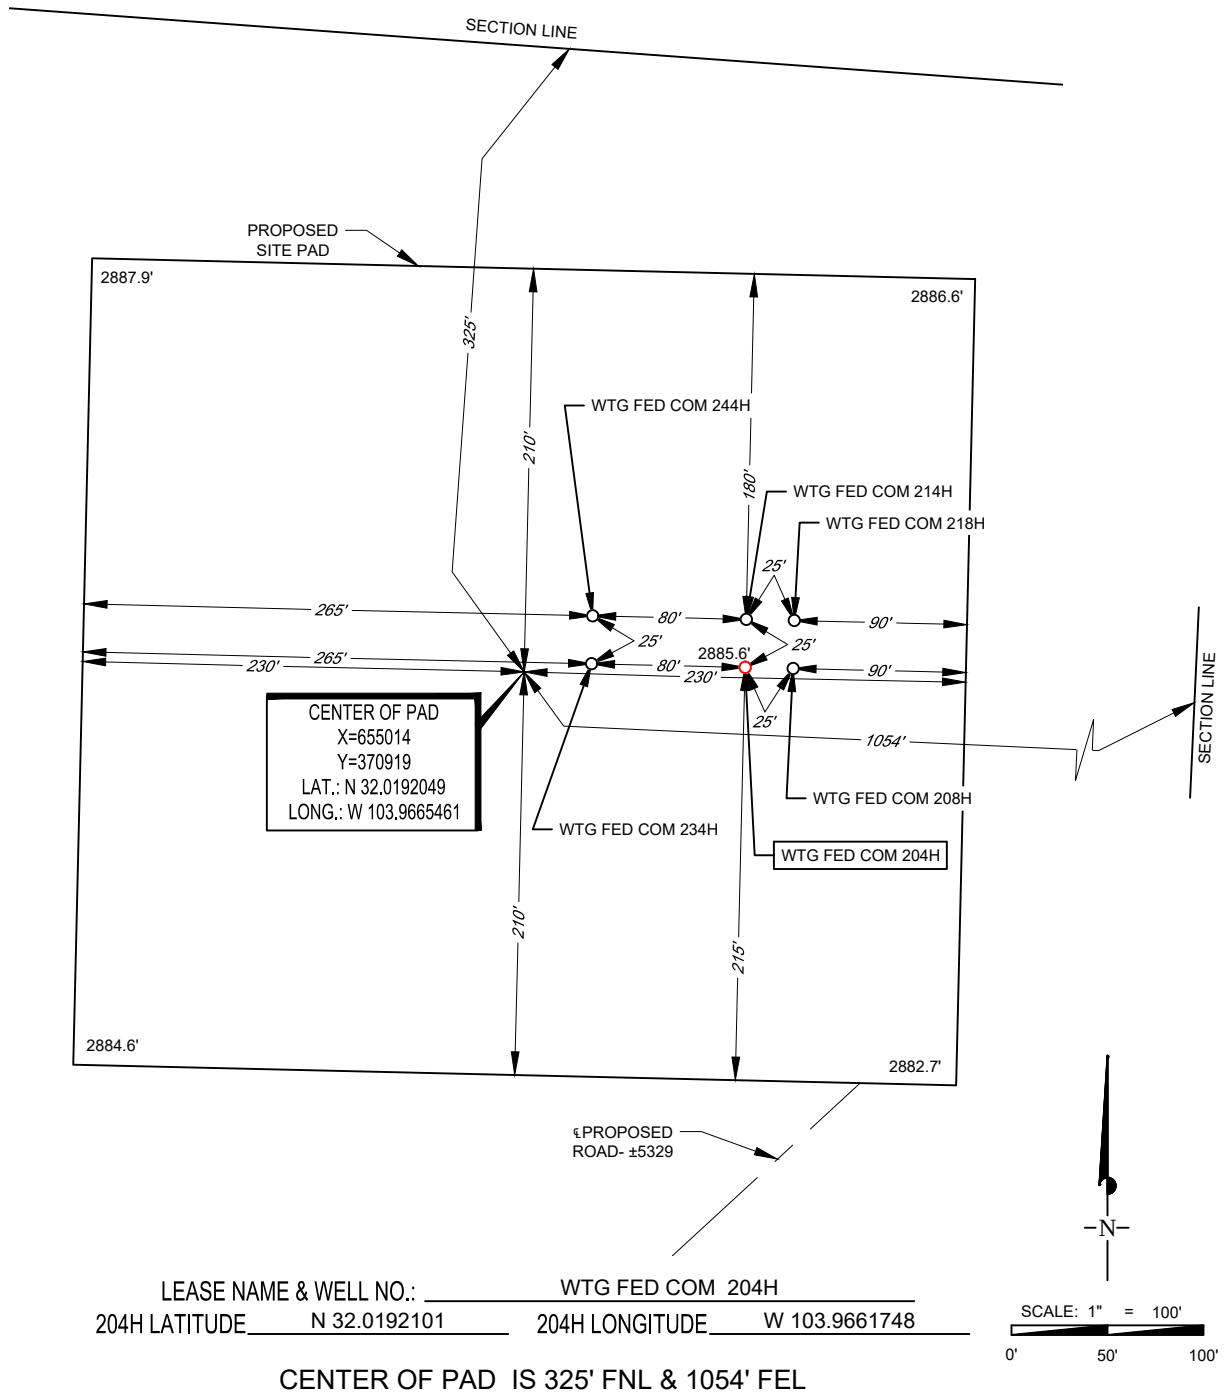 SECTION LINE
PROPOSED
SITE PAD
2887.9'
2886.6'
325'
210'
180'
WTG FED COM 244H
WTG FED COM 214H
WTG FED COM 218H
25'
265'
80'
90'
25'
25'
265'
80'
2885.6'
90'
230'
230'
25'
CENTER OF PAD
X=655014
Y=370919
LAT.: N 32.0192049
LONG.: W 103.9665461
1054'
SECTION LINE
WTG FED COM 208H
WTG FED COM 234H
WTG FED COM 204H
210'
215'
2884.6'
2882.7'
℄PROPOSED
ROAD- ±5329
-N-
LEASE NAME & WELL NO.: WTG FED COM 204H
204H LATITUDE N 32.0192101 204H LONGITUDE W 103.9661748
SCALE: 1" = 100'
0' 50' 100'
CENTER OF PAD IS 325' FNL & 1054' FEL